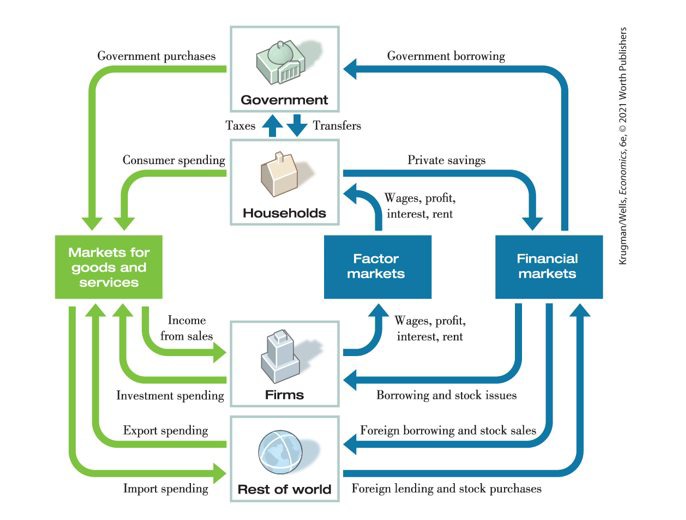 Government purchases
Government borrowing
Government
Taxes
Transfers
Consumer spending
Private savings
Wages, profit,
interest, rent
Households
Markets for
goods and
services
Factor
markets
Financial
markets
Income
from sales
Wages, profit,
interest, rent
Investment spending
Firms
Borrowing and stock issues
Export spending
Foreign borrowing and stock sales
Import spending
Rest of world
Foreign lending and stock purchases
Krugman/Wells, Economics, 6e, © 2021 Worth Publishers